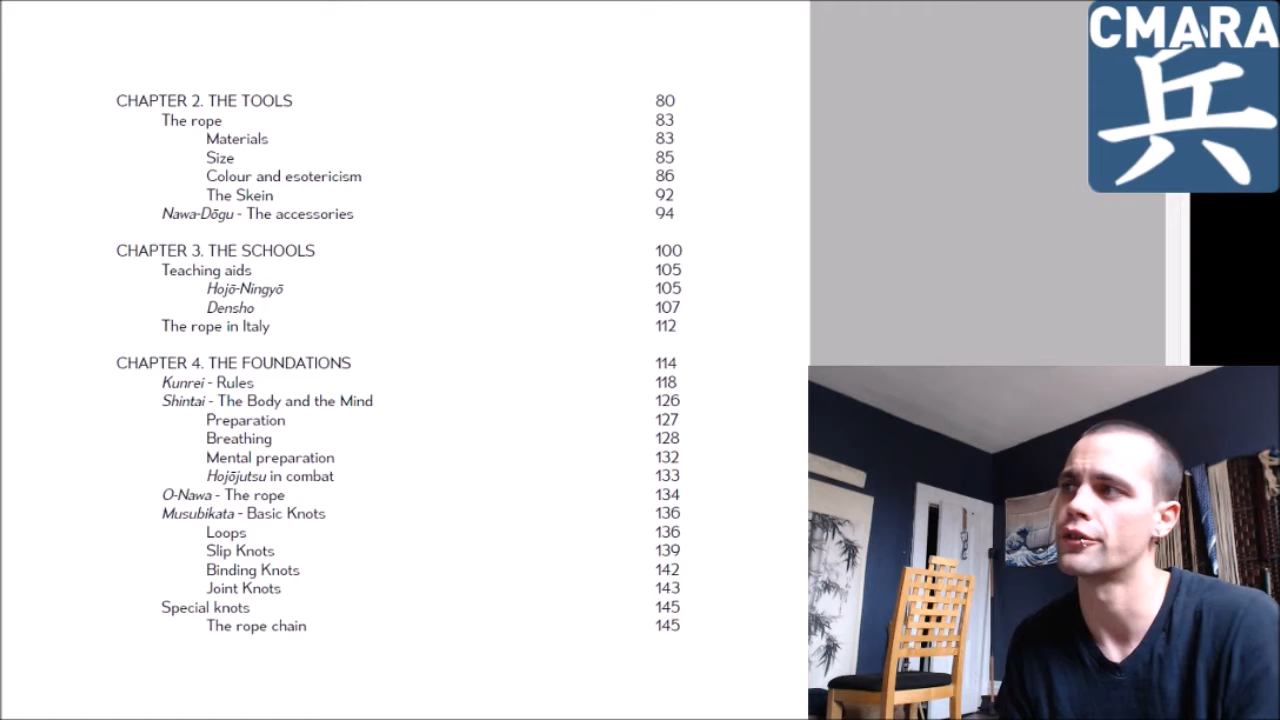 CHAPTER 2. THE TOOLS 80
The rope 83
Materials 83
Size 85
Colour and esotericism 86
The Skein 92
Nawa-Dōgu - The accessories 94
CHAPTER 3. THE SCHOOLS 100
Teaching aids 105
Hojō-Ningyō 105
Densho 107
The rope in Italy 112
CHAPTER 4. THE FOUNDATIONS 114
Kunrei - Rules 118
Shintai - The Body and the Mind 126
Preparation 127
Breathing 128
Mental preparation 132
Hojōjutsu in combat 133
O-Nawa - The rope 134
Musubikata - Basic Knots 136
Loops 136
Slip Knots 139
Binding Knots 142
Joint Knots 143
Special knots 145
The rope chain 145
CMARA
兵